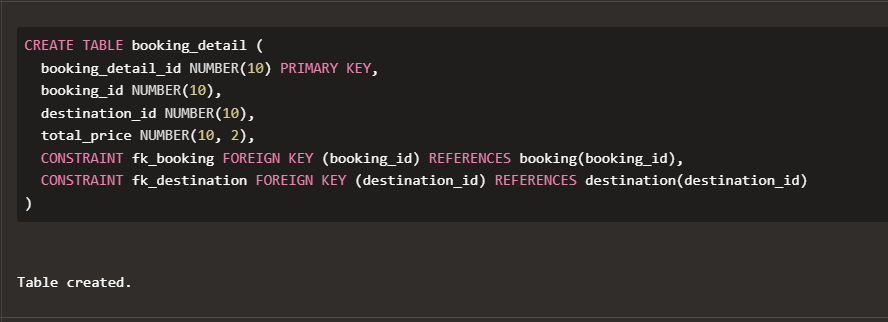 CREATE TABLE booking_detail (
  booking_detail_id NUMBER(10) PRIMARY KEY,
  booking_id NUMBER(10),
  destination_id NUMBER(10),
  total_price NUMBER(10, 2),
  CONSTRAINT fk_booking FOREIGN KEY (booking_id) REFERENCES booking(booking_id),
  CONSTRAINT fk_destination FOREIGN KEY (destination_id) REFERENCES destination(destination_id)
)
Table created.